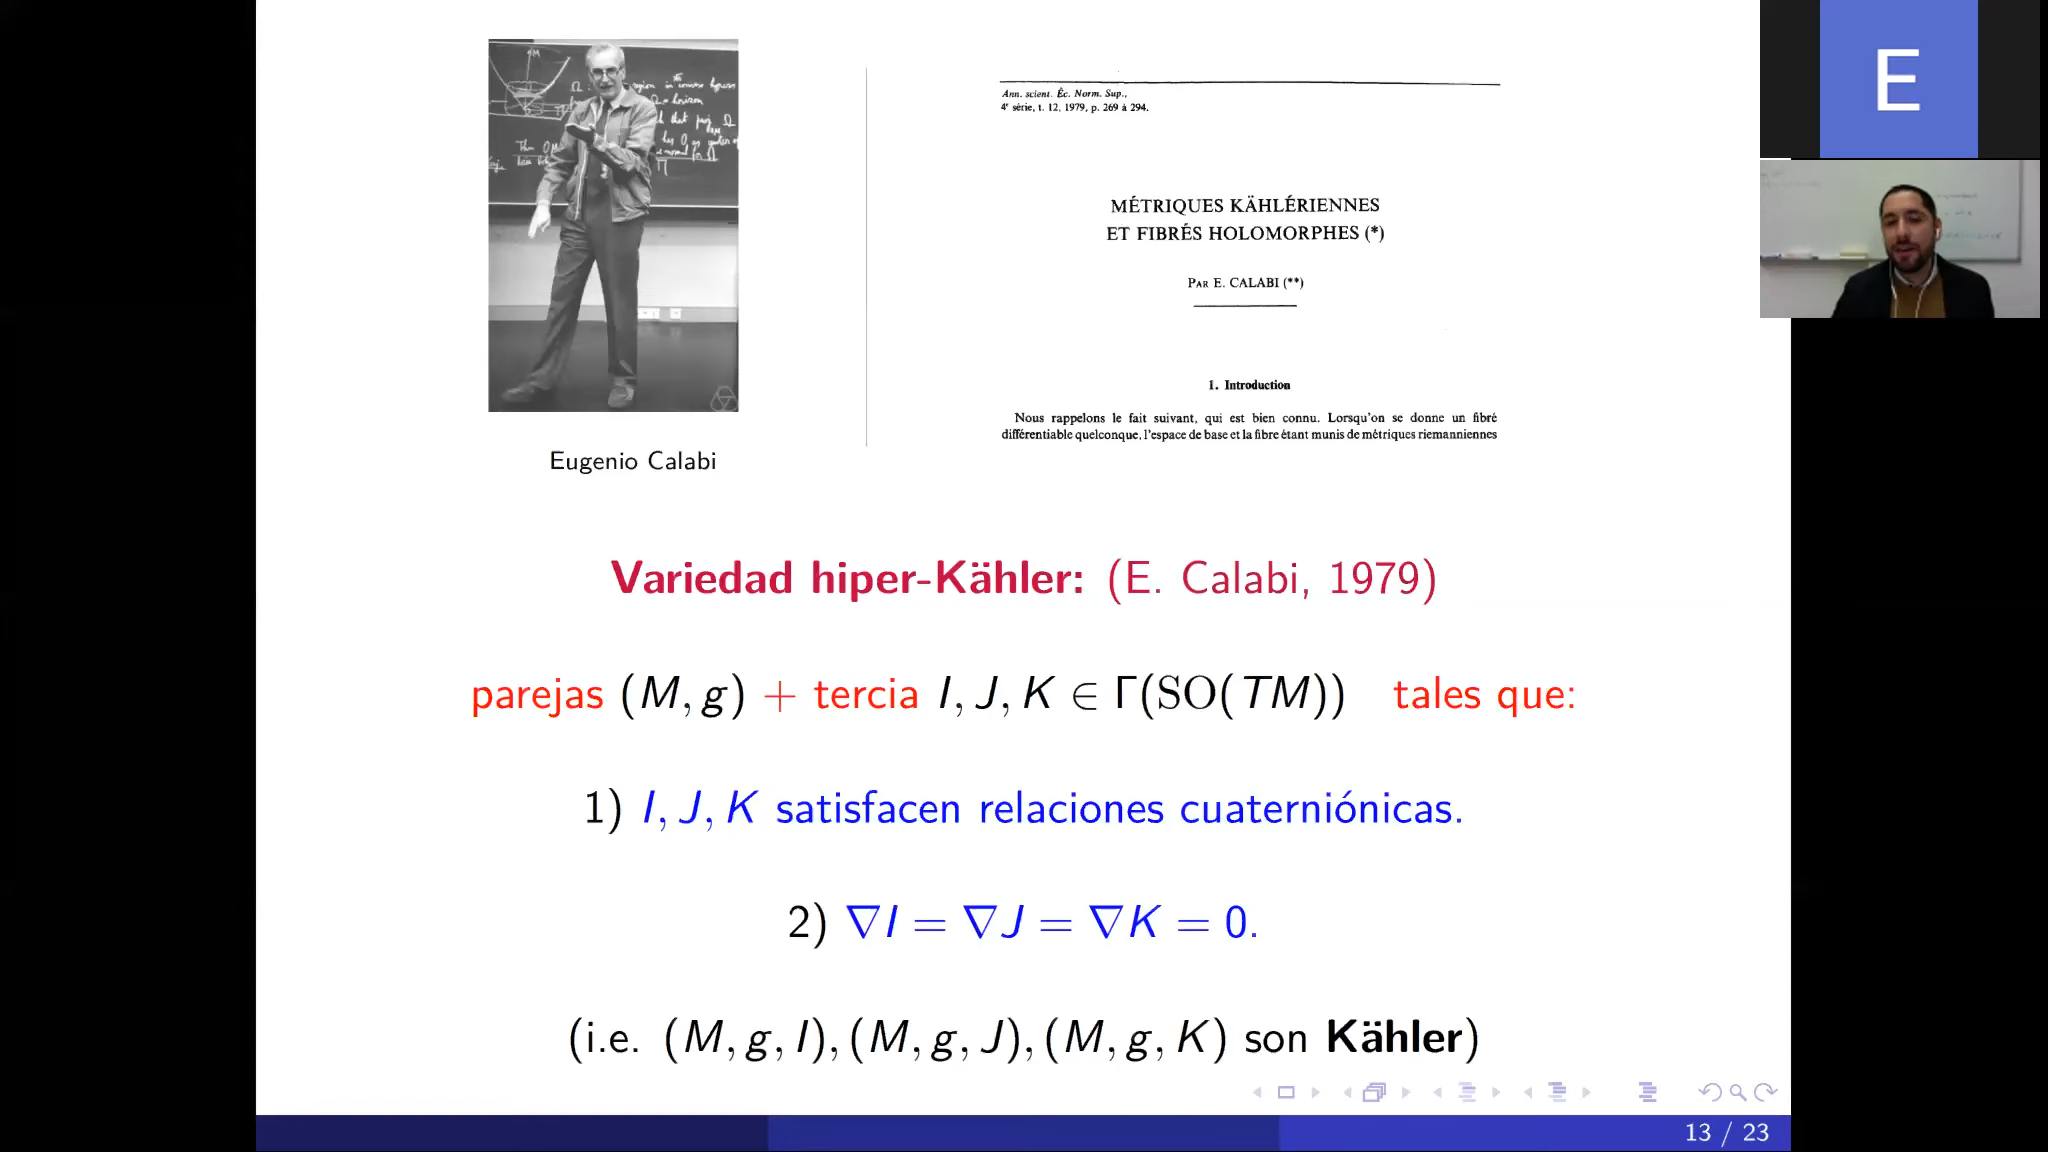 E
Ann. scient. Éc. Norm. Sup.,
4e série, t. 12, 1979, p. 269 à 294.
MÉTRIQUES KÄHLÉRIENNES
ET FIBRÉS HOLOMORPHES (*)
PAR E. CALABI (**)
1. Introduction
Nous rappelons le fait suivant, qui est bien connu. Lorsqu'on se donne un fibré
différentiable quelconque, l'espace de base et la fibre étant munis de métriques riemanniennes
Eugenio Calabi
Variedad hiper-Kähler: (E. Calabi, 1979)
parejas (M, g) + tercia I, J, K ∈ Γ(SO(TM)) tales que:
1) I, J, K satisfacen relaciones cuaterniónicas.
2) ∇I = ∇J = ∇K = 0.
(i.e. (M, g, I), (M, g, J), (M, g, K) son Kähler)
13 / 23